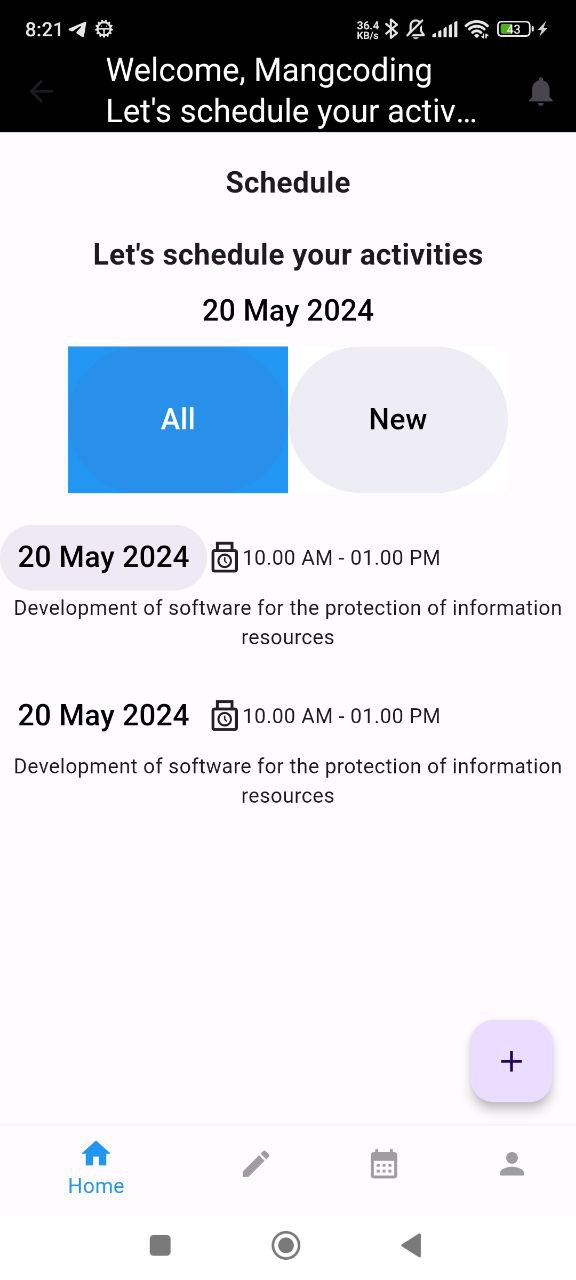 8:21
36.4
KB/s
43
Welcome, Mangcoding
Let's schedule your activ…
Schedule
Let's schedule your activities
20 May 2024
All
New
20 May 2024
10.00 AM - 01.00 PM
Development of software for the protection of information
resources
20 May 2024
10.00 AM - 01.00 PM
Development of software for the protection of information
resources
+
Home